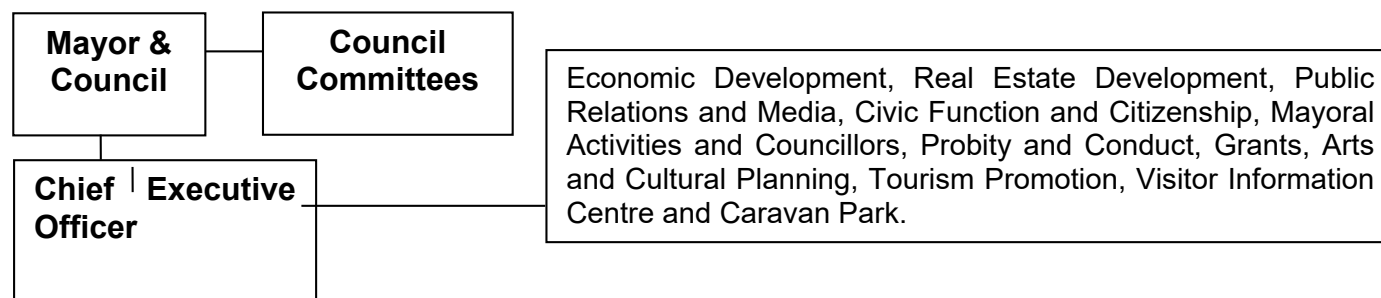 Mayor &
Council
Council
Committees
Economic Development, Real Estate Development, Public
Relations and Media, Civic Function and Citizenship, Mayoral
Activities and Councillors, Probity and Conduct, Grants, Arts
and Cultural Planning, Tourism Promotion, Visitor Information
Centre and Caravan Park.
Chief Executive
Officer